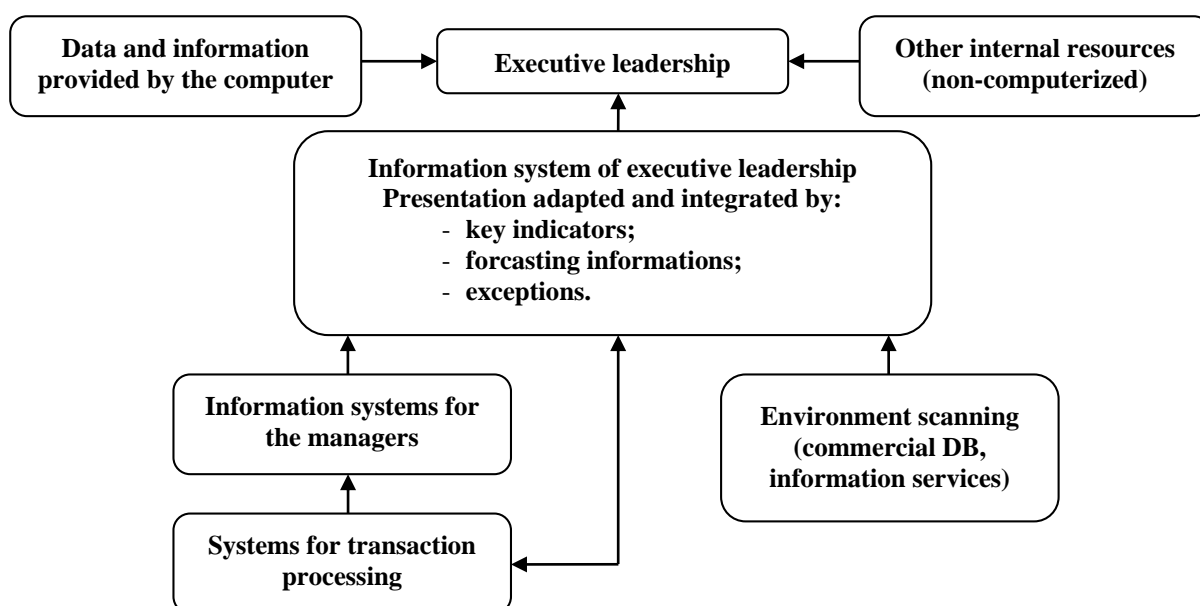 Data and information
provided by the computer
Executive leadership
Other internal resources
(non-computerized)
Information system of executive leadership
Presentation adapted and integrated by:
- key indicators;
- forcasting informations;
- exceptions.
Information systems for
the managers
Environment scanning
(commercial DB,
information services)
Systems for transaction
processing